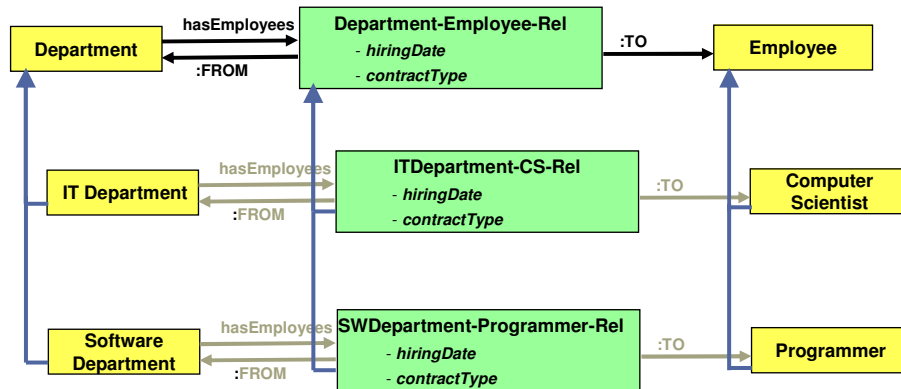 hasEmployees
Department-Employee-Rel
- hiringDate
- contractType
Department
:FROM
:TO
Employee
hasEmployees
ITDepartment-CS-Rel
- hiringDate
- contractType
IT Department
:FROM
:TO
Computer
Scientist
hasEmployees
SWDepartment-Programmer-Rel
- hiringDate
- contractType
Software
Department
:FROM
:TO
Programmer